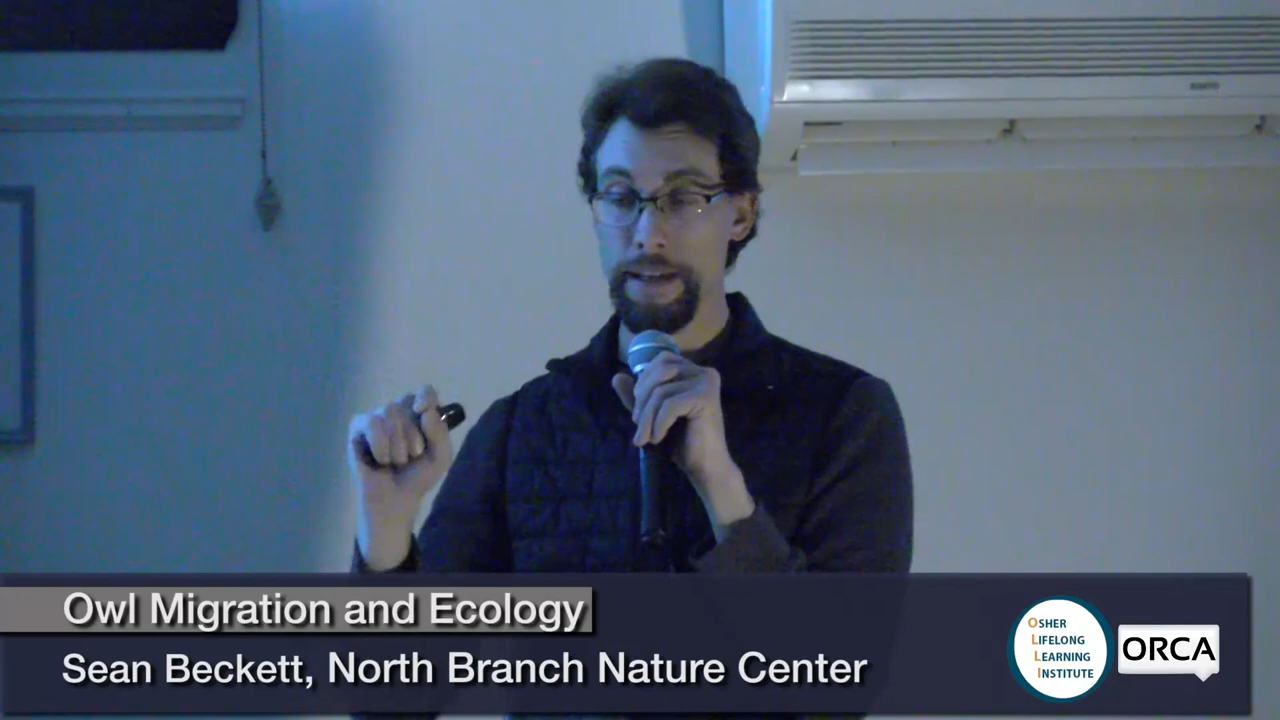 Owl Migration and Ecology
Sean Beckett, North Branch Nature Center
OSHER
LIFELONG
LEARNING
INSTITUTE
ORCA